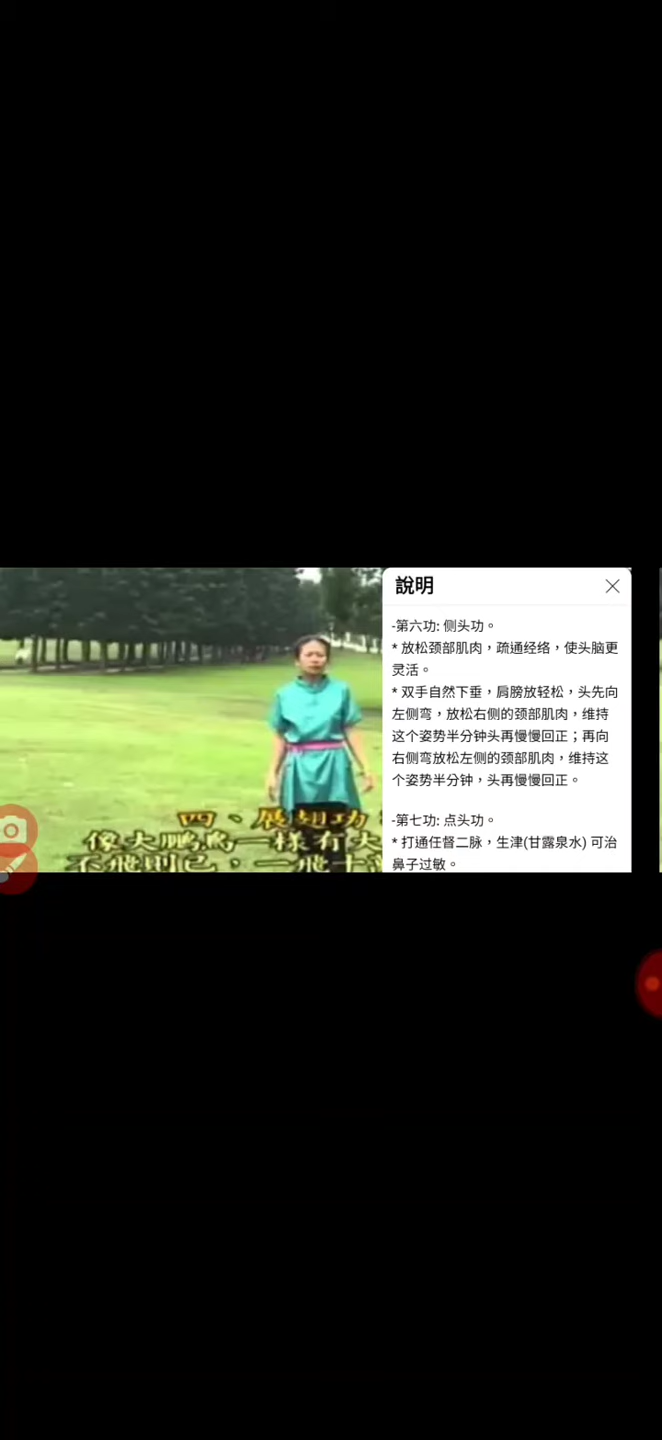 說明
-第六功: 侧头功。
* 放松颈部肌肉，疏通经络，使头脑更
灵活。
* 双手自然下垂，肩膀放轻松，头先向
左侧弯，放松右侧的颈部肌肉，维持
这个姿势半分钟头再慢慢回正；再向
右侧弯放松左侧的颈部肌肉，维持这
个姿势半分钟，头再慢慢回正。
-第七功: 点头功。
* 打通任督二脉，生津(甘露泉水) 可治
鼻子过敏。
四、展翅功
像大鵬鳥一樣有大
不飛則已，一飛十萬